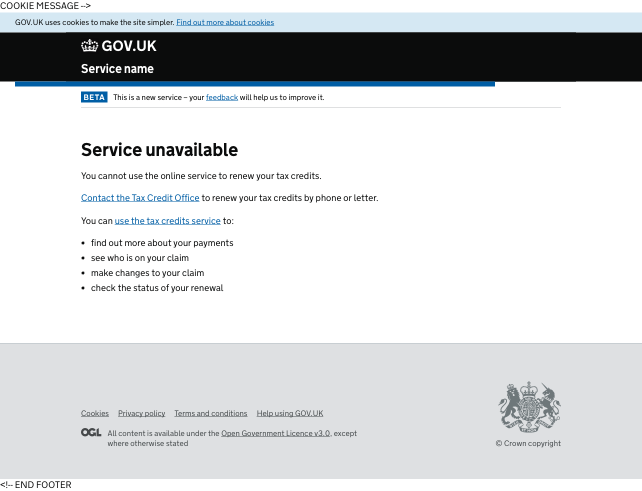 COOKIE MESSAGE -->
GOV.UK uses cookies to make the site simpler. Find out more about cookies
GOV.UK
Service name
BETA This is a new service – your feedback will help us to improve it.
Service unavailable
You cannot use the online service to renew your tax credits.
Contact the Tax Credit Office to renew your tax credits by phone or letter.
You can use the tax credits service to:
• find out more about your payments
• see who is on your claim
• make changes to your claim
• check the status of your renewal
Cookies Privacy policy Terms and conditions Help using GOV.UK
OGL All content is available under the Open Government Licence v3.0, except
where otherwise stated
© Crown copyright
<!-- END FOOTER